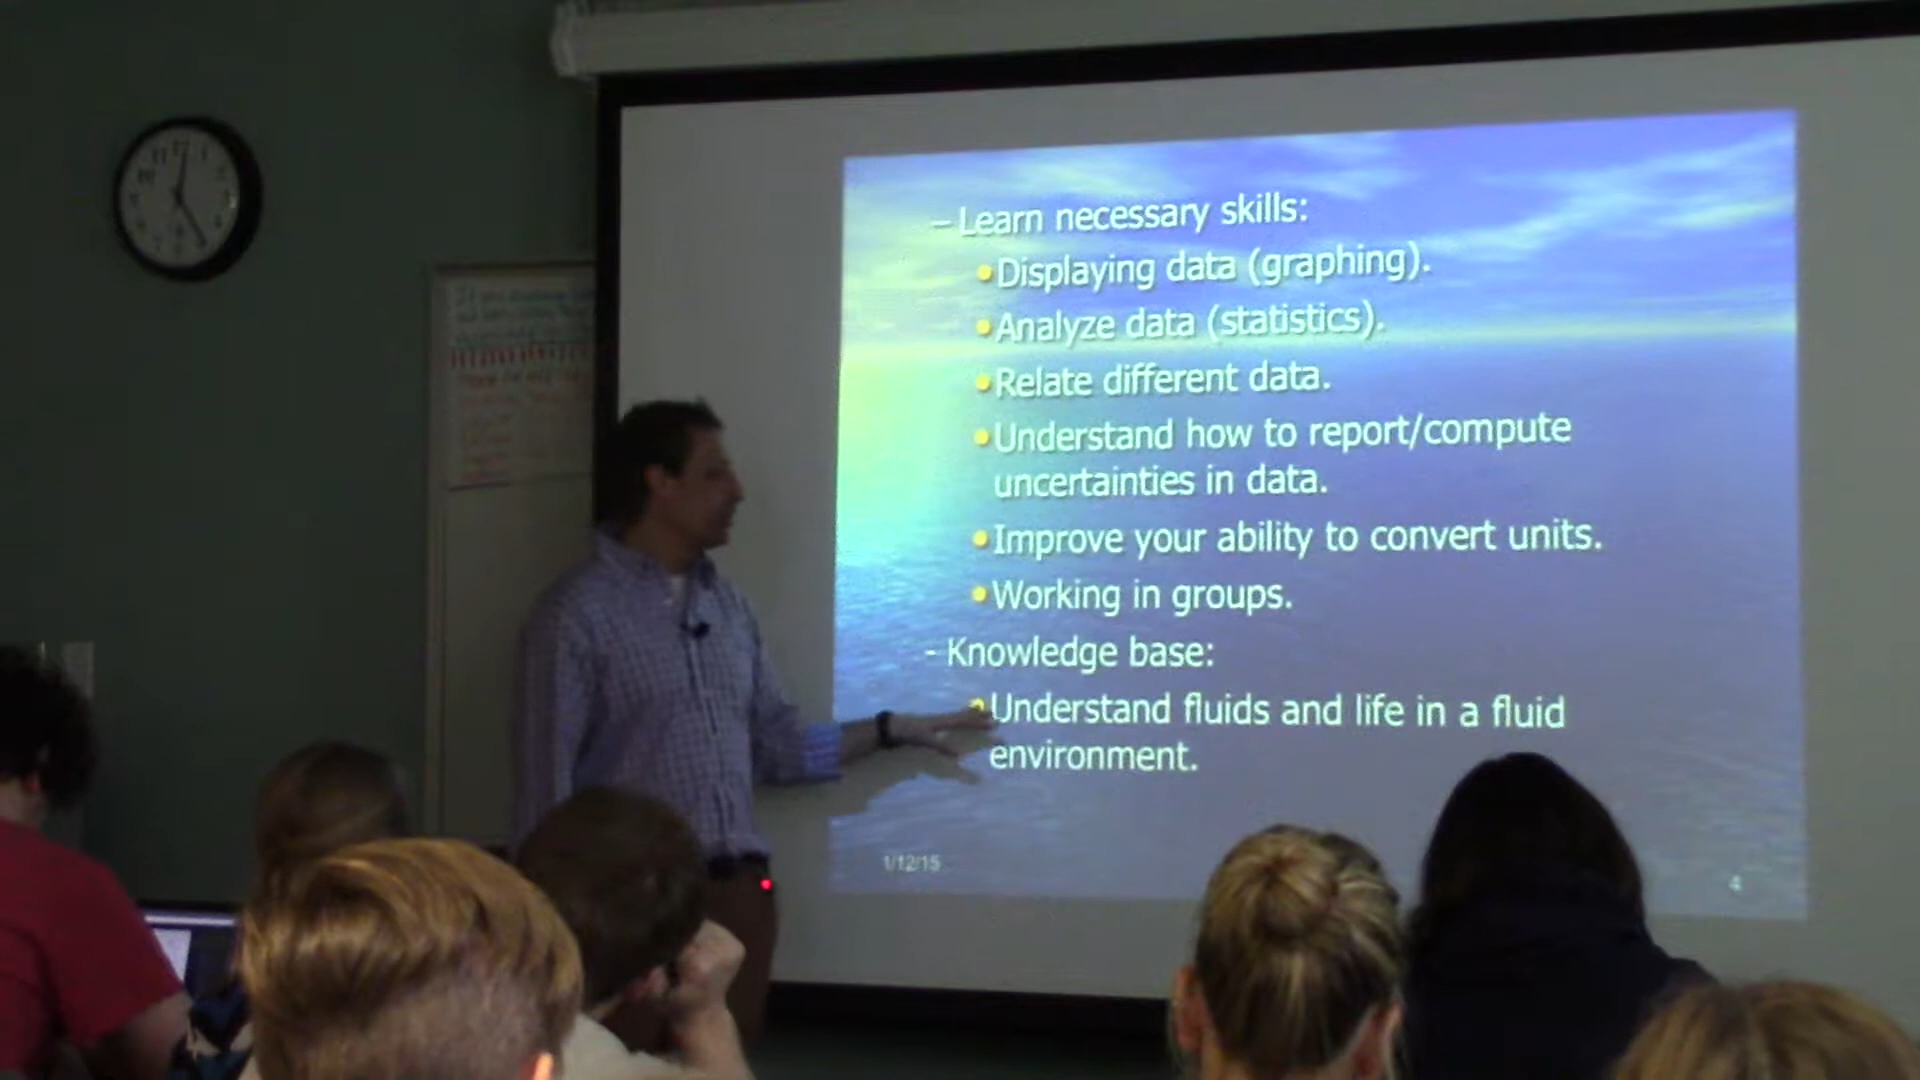 – Learn necessary skills:
•Displaying data (graphing).
•Analyze data (statistics).
•Relate different data.
•Understand how to report/compute
uncertainties in data.
•Improve your ability to convert units.
•Working in groups.
- Knowledge base:
•Understand fluids and life in a fluid
environment.
1/12/15
4